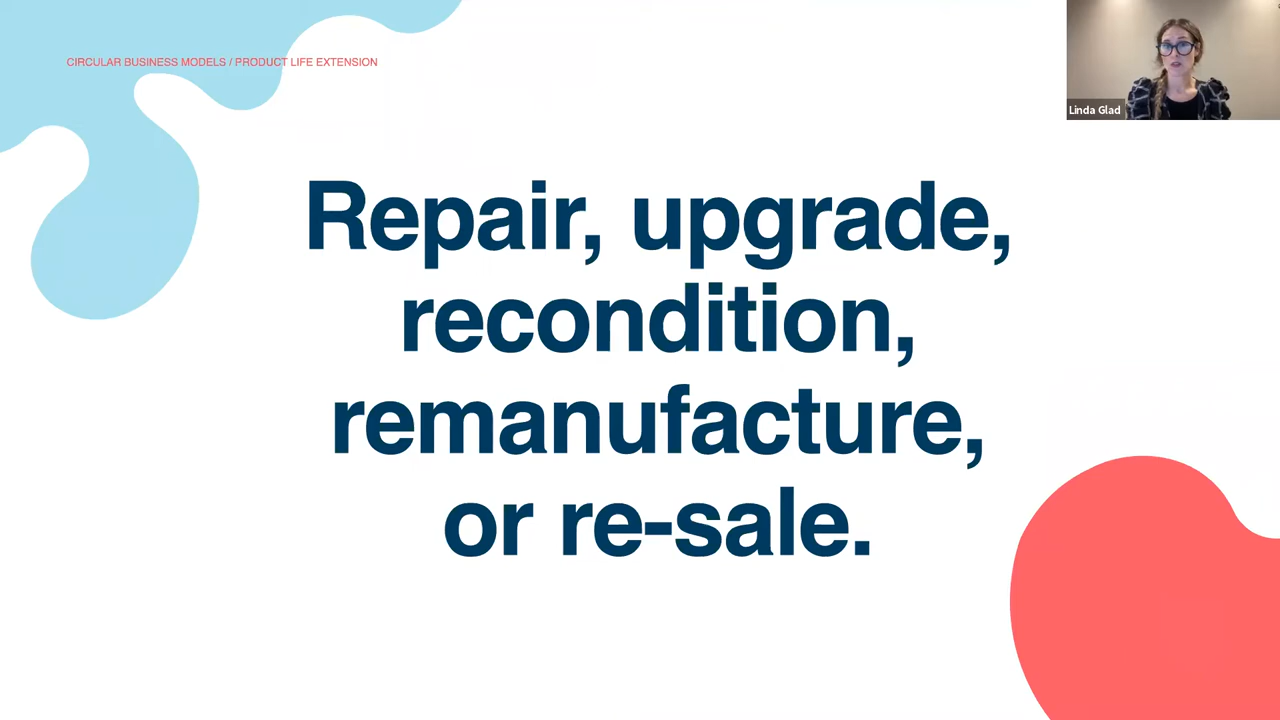 CIRCULAR BUSINESS MODELS / PRODUCT LIFE EXTENSION
Linda Glad
Repair, upgrade,
recondition,
remanufacture,
or re-sale.